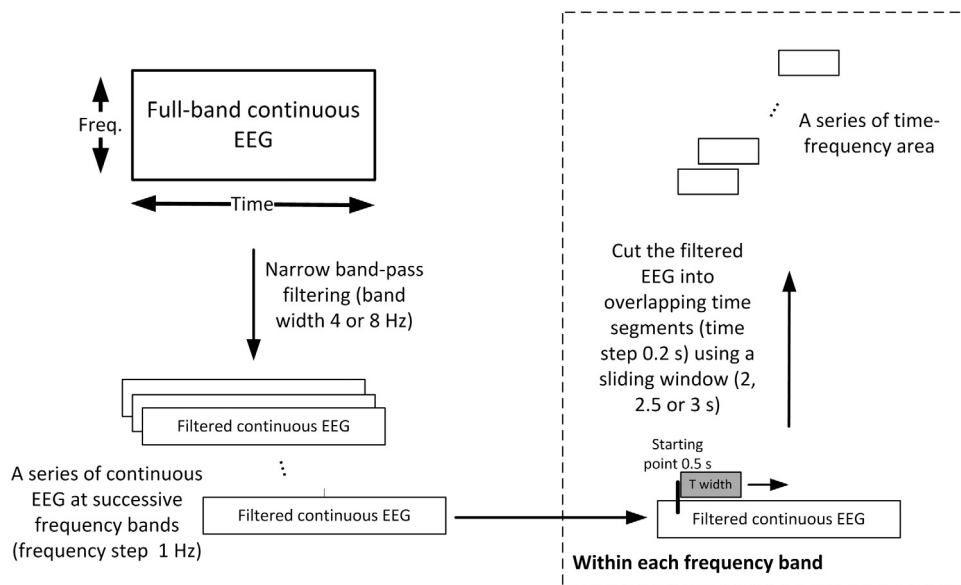 Full-band continuous
EEG
Freq.
Time
Narrow band-pass
filtering (band
width 4 or 8 Hz)
Filtered continuous EEG
...
A series of continuous
EEG at successive
frequency bands
(frequency step 1 Hz)
Filtered continuous EEG
...
A series of time-
frequency area
Cut the filtered
EEG into
overlapping time
segments (time
step 0.2 s) using a
sliding window (2,
2.5 or 3 s)
Starting
point 0.5 s
T width
Filtered continuous EEG
Within each frequency band